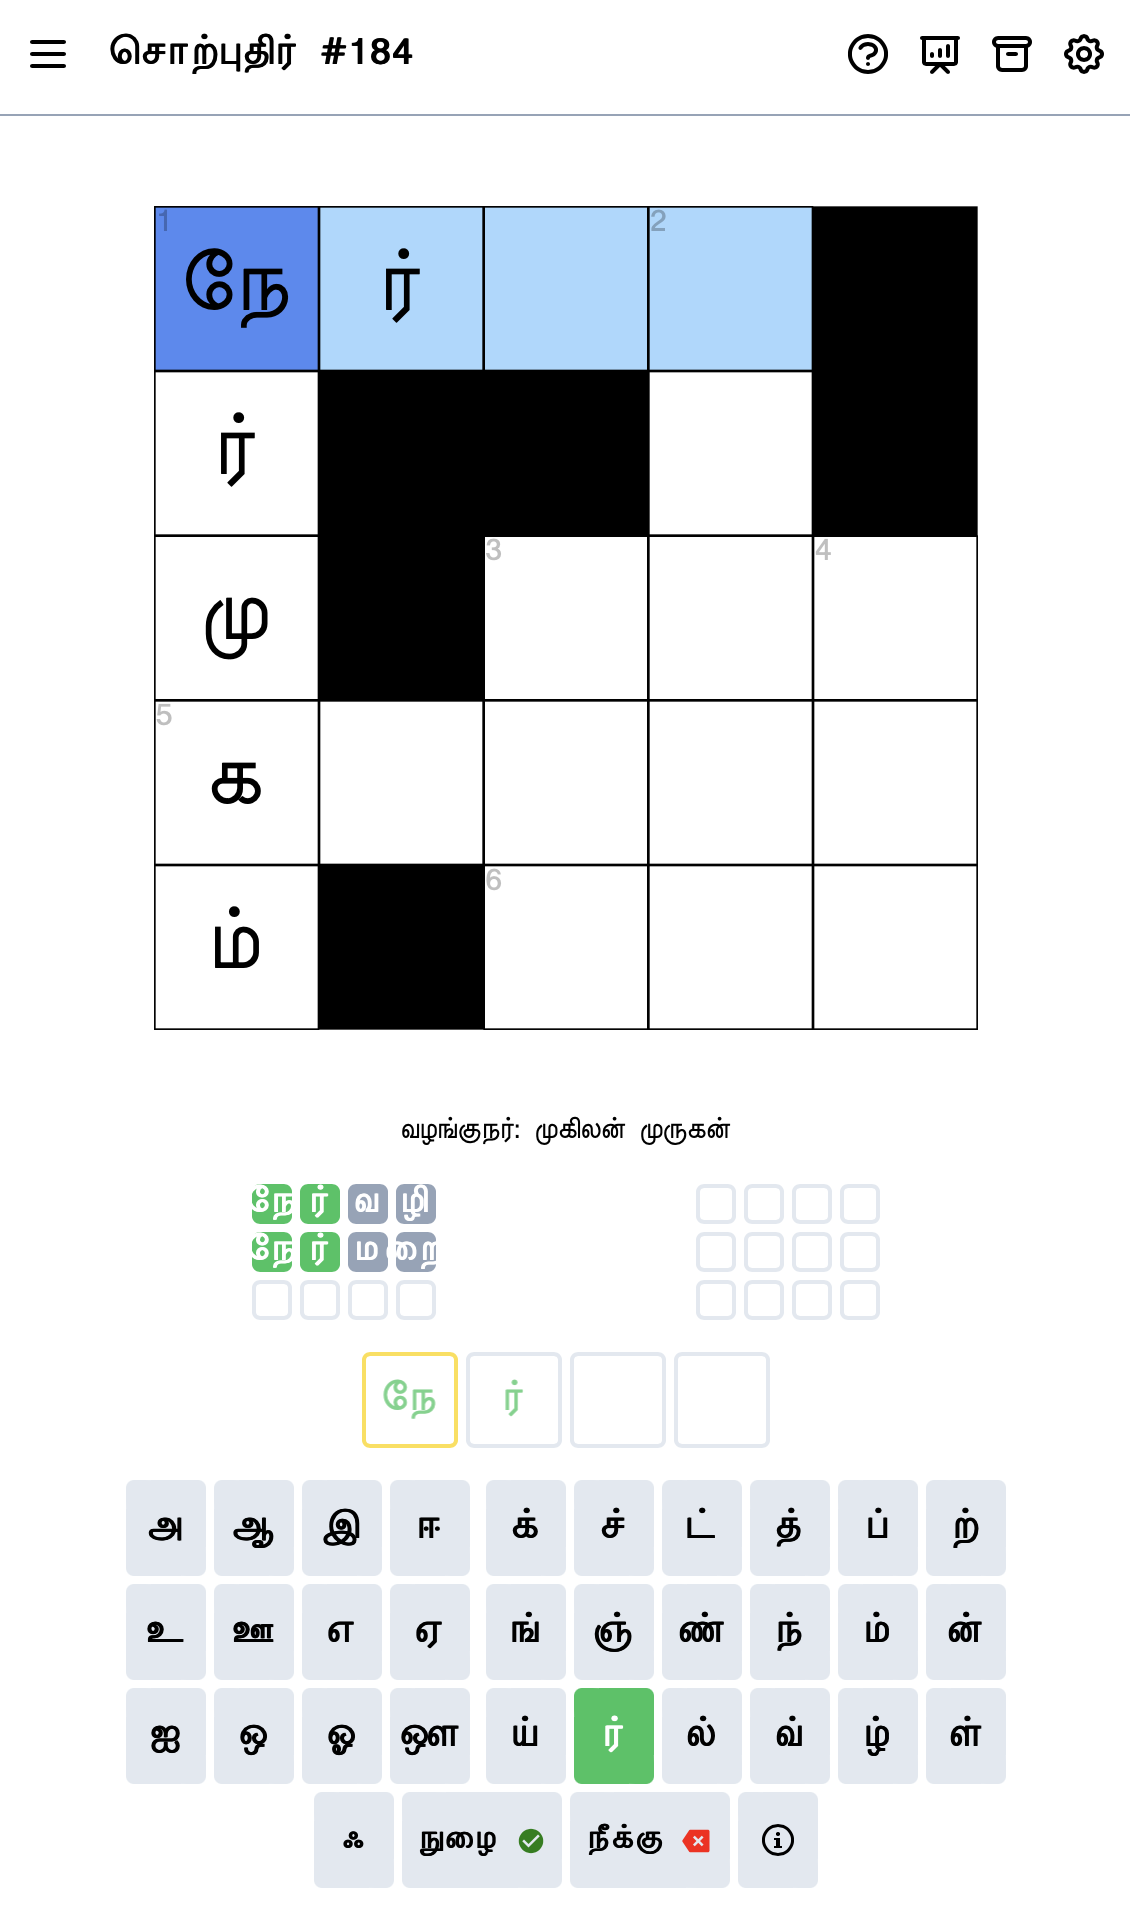 சொற்புதிர் #184
1 நே ர் 2
ர்
மு 3 4
5 க
ம் 6
வழங்குநர்: முகிலன் முருகன்
நே ர் வ ழி
நே ர் ம றை
நே ர்
அ ஆ இ ஈ க் ச் ட் த் ப் ற்
உ ஊ எ ஏ ங் ஞ் ண் ந் ம் ன்
ஐ ஒ ஓ ஔ ய் ர் ல் வ் ழ் ள்
ஃ நுழை நீக்கு